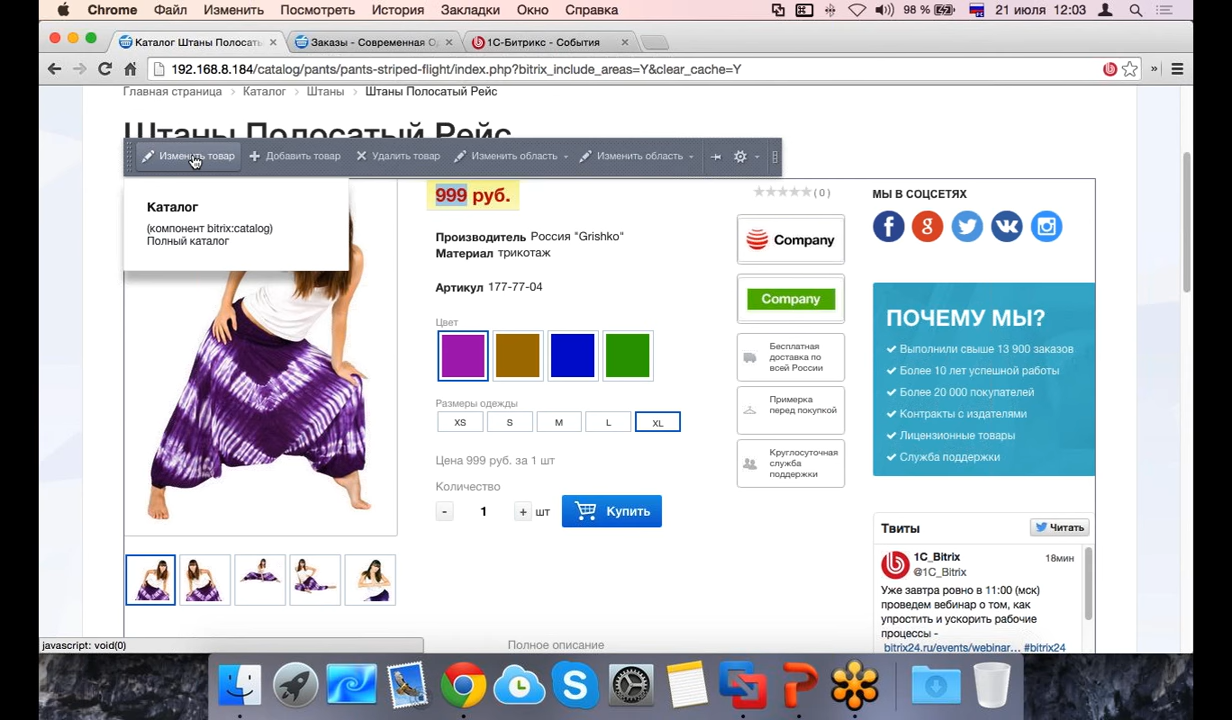 Chrome Файл Изменить Посмотреть История Закладки Окно Справка 98 % 21 июля 12:03
Каталог Штаны Полосать
Заказы - Современная О
1С-Битрикс - События
192.168.8.184/catalog/pants/pants-striped-flight/index.php?bitrix_include_areas=Y&clear_cache=Y
Главная страница > Каталог > Штаны > Штаны Полосатый Рейс
Штаны Полосатый Рейс
Изменить товар
Добавить товар
Удалить товар
Изменить область
Изменить область
Каталог
(компонент bitrix:catalog)
Полный каталог
999 руб.
Производитель Россия "Grishko"
Материал трикотаж
Артикул 177-77-04
Цвет
Размеры одежды
XS S M L XL
Цена 999 руб. за 1 шт
Количество
- 1 + шт
Купить
( 0 )
Company
Company
Бесплатная
доставка по
всей России
Примерка
перед покупкой
Круглосуточная
служба
поддержки
МЫ В СОЦСЕТЯХ
ПОЧЕМУ МЫ?
Выполнили свыше 13 900 заказов
Более 10 лет успешной работы
Более 20 000 покупателей
Контракты с издателями
Лицензионные товары
Служба поддержки
Твиты
Читать
1C_Bitrix
@1C_Bitrix
18мин
Уже завтра ровно в 11:00 (мск)
проведем вебинар о том, как
упростить и ускорить рабочие
процессы -
bitrix24.ru/events/webinar… #bitrix24
Полное описание
javascript: void(0)